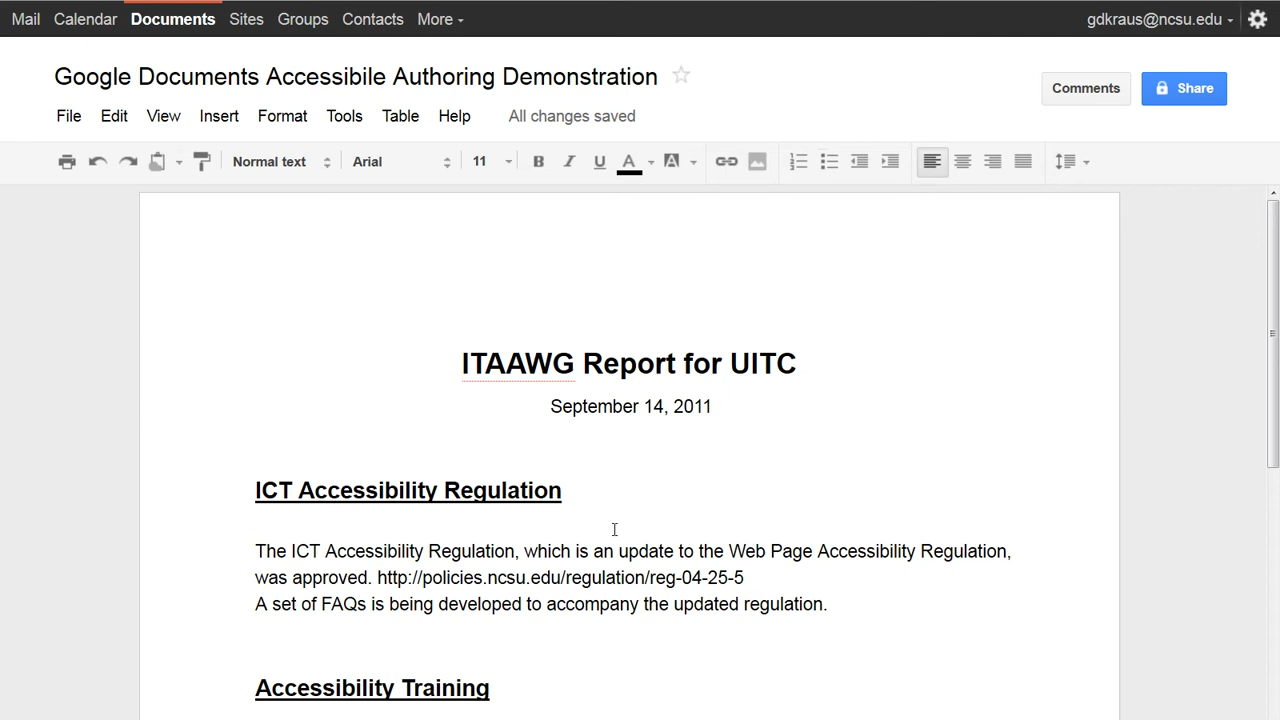 Mail Calendar Documents Sites Groups Contacts More gdkraus@ncsu.edu
Google Documents Accessibile Authoring Demonstration
Comments Share
File Edit View Insert Format Tools Table Help All changes saved
Normal text Arial 11 B I U A A
ITAAWG Report for UITC
September 14, 2011
ICT Accessibility Regulation
The ICT Accessibility Regulation, which is an update to the Web Page Accessibility Regulation,
was approved. http://policies.ncsu.edu/regulation/reg-04-25-5
A set of FAQs is being developed to accompany the updated regulation.
Accessibility Training